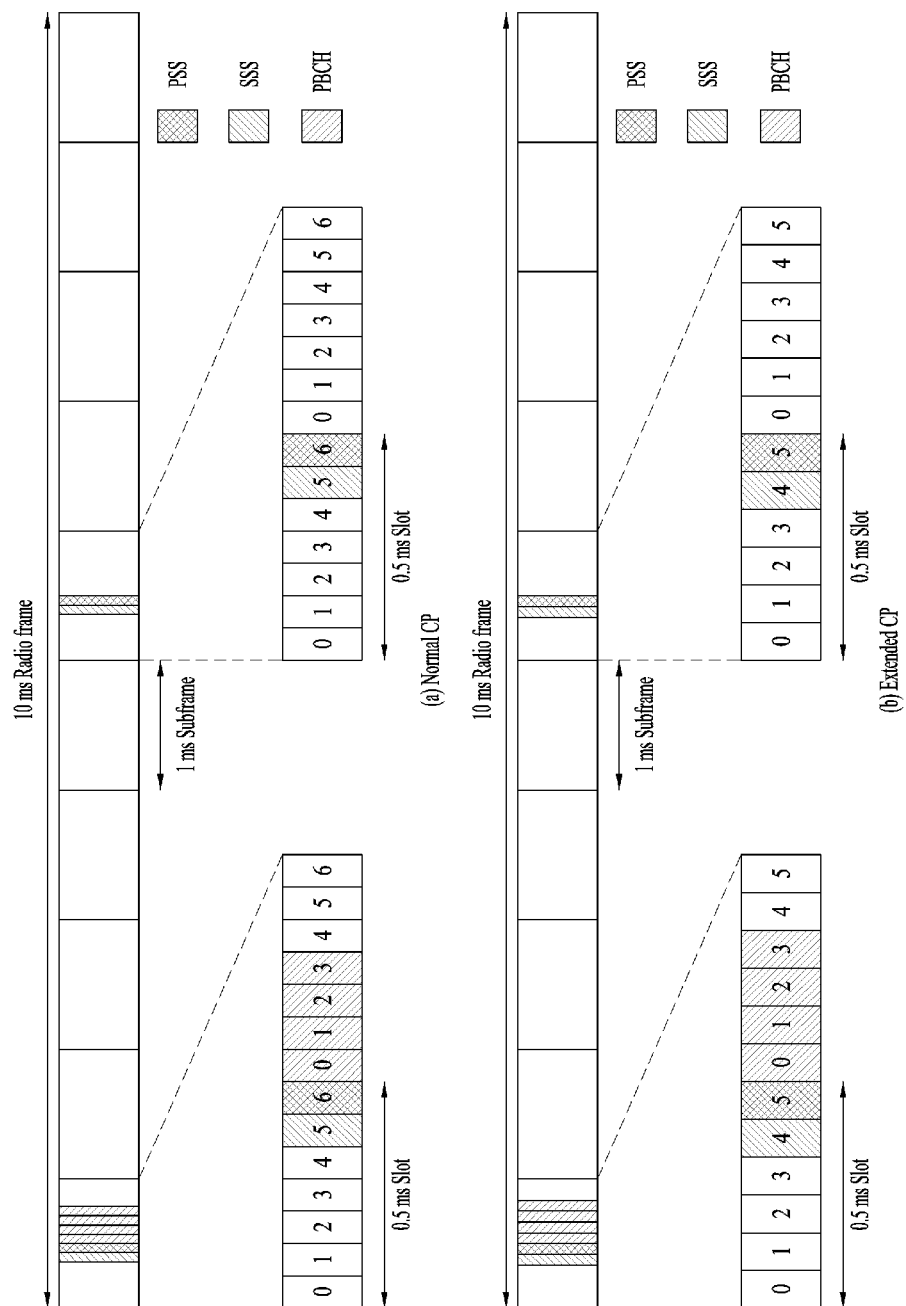 10 ms Radio frame
PSS
SSS
PBCH
1 ms Subframe
0 1 2 3 4 5 6 0 1 2 3 4 5 6
0 1 2 3 4 5 6 0 1 2 3 4 5 6
0.5 ms Slot
0.5 ms Slot
(a) Normal CP
10 ms Radio frame
PSS
SSS
PBCH
1 ms Subframe
0 1 2 3 4 5 0 1 2 3 4 5
0 1 2 3 4 5 0 1 2 3 4 5
0.5 ms Slot
0.5 ms Slot
(b) Extended CP